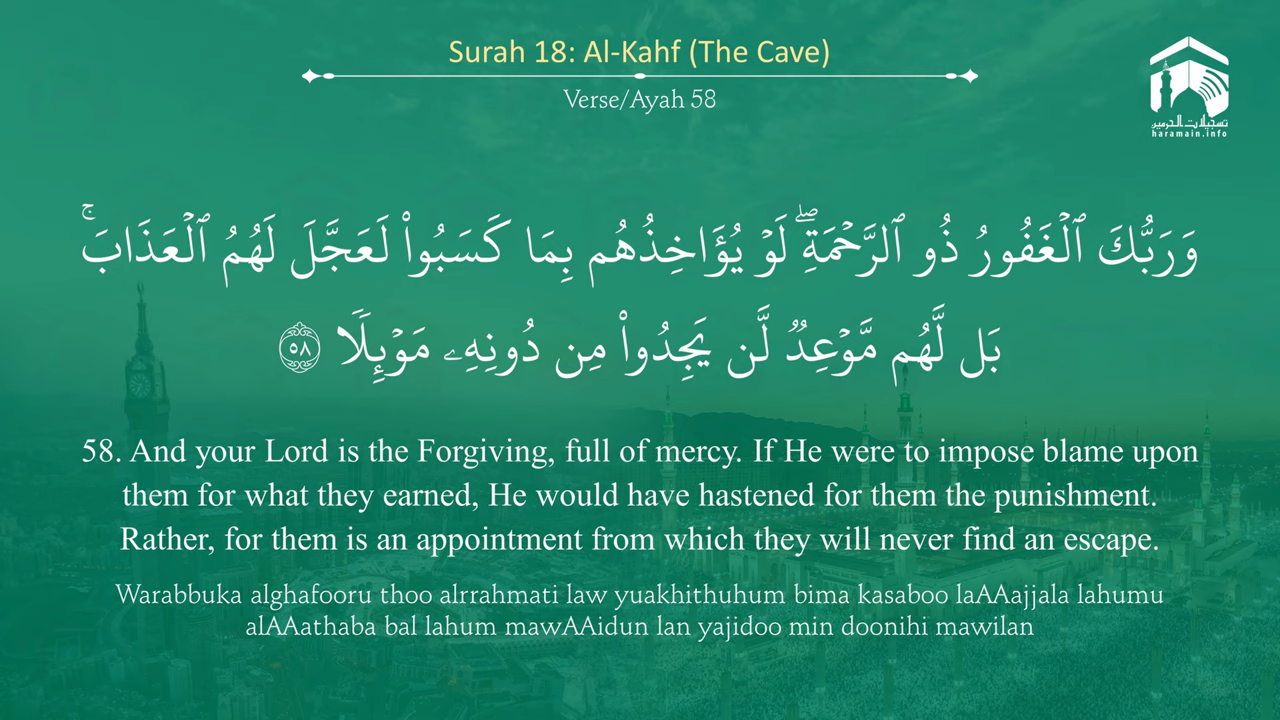 Surah 18: Al-Kahf (The Cave)
Verse/Ayah 58
تسجيلات الحرمين
haramain.info
وَرَبُّكَ ٱلْغَفُورُ ذُو ٱلرَّحْمَةِ ۖ لَوْ يُؤَاخِذُهُم بِمَا كَسَبُوا۟ لَعَجَّلَ لَهُمُ ٱلْعَذَابَ ۚ
بَل لَّهُم مَّوْعِدٌ لَّن يَجِدُوا۟ مِن دُونِهِۦ مَوْئِلًا ٥٨
58. And your Lord is the Forgiving, full of mercy. If He were to impose blame upon
them for what they earned, He would have hastened for them the punishment.
Rather, for them is an appointment from which they will never find an escape.
Warabbuka alghafooru thoo alrrahmati law yuakhithuhum bima kasaboo laAAajjala lahumu
alAAathaba bal lahum mawAAidun lan yajidoo min doonihi mawilan